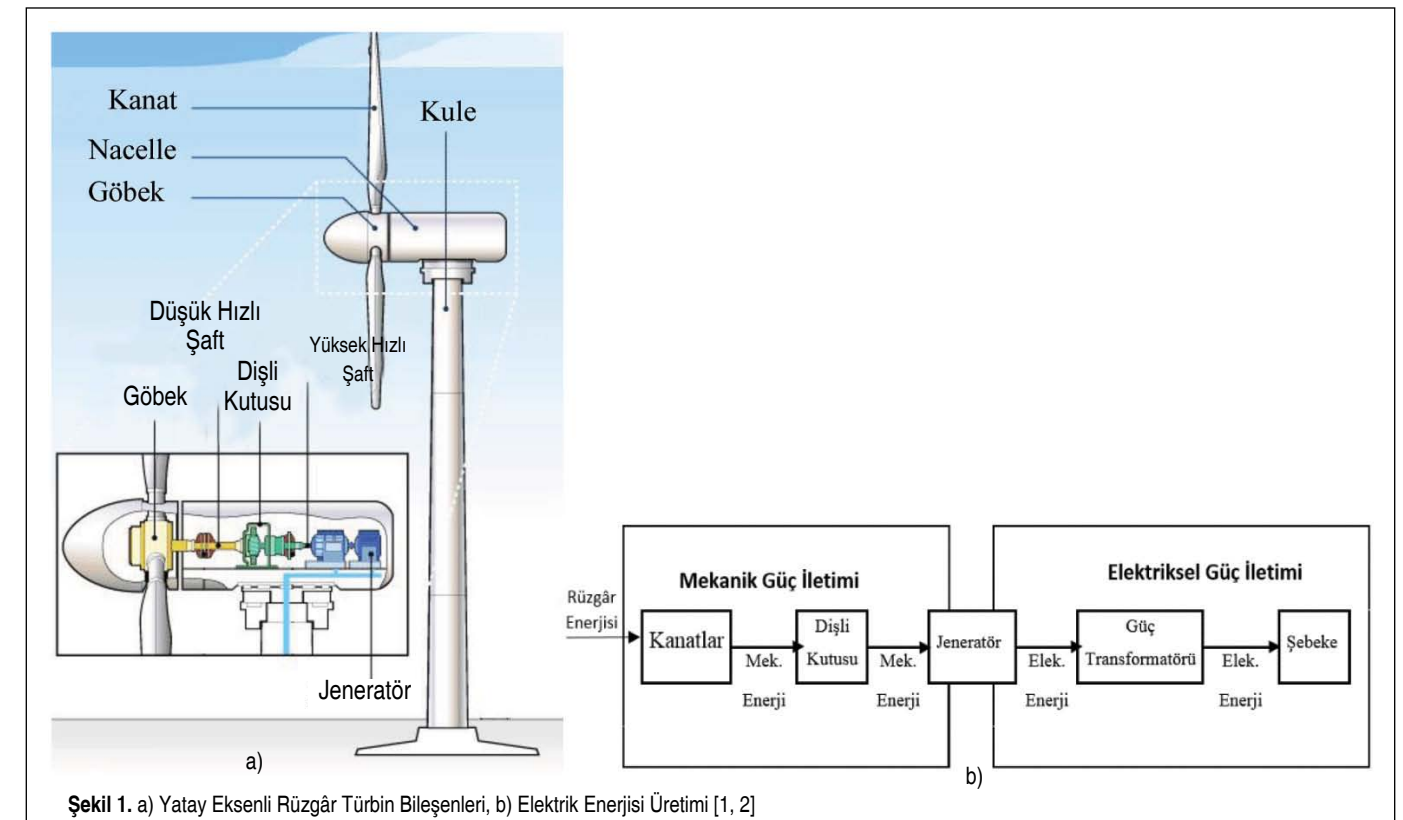 Kanat
Kule
Nacelle
Göbek
Düşük Hızlı
Şaft
Yüksek Hızlı
Şaft
Dişli
Kutusu
Göbek
Jeneratör
a)
Mekanik Güç İletimi
Elektriksel Güç İletimi
Rüzgâr
Enerjisi
Kanatlar
Mek.
Enerji
Dişli
Kutusu
Mek.
Enerji
Jeneratör
Elek.
Enerji
Güç
Transformatörü
Elek.
Enerji
Şebeke
b)
Şekil 1. a) Yatay Eksenli Rüzgâr Türbin Bileşenleri, b) Elektrik Enerjisi Üretimi [1, 2]